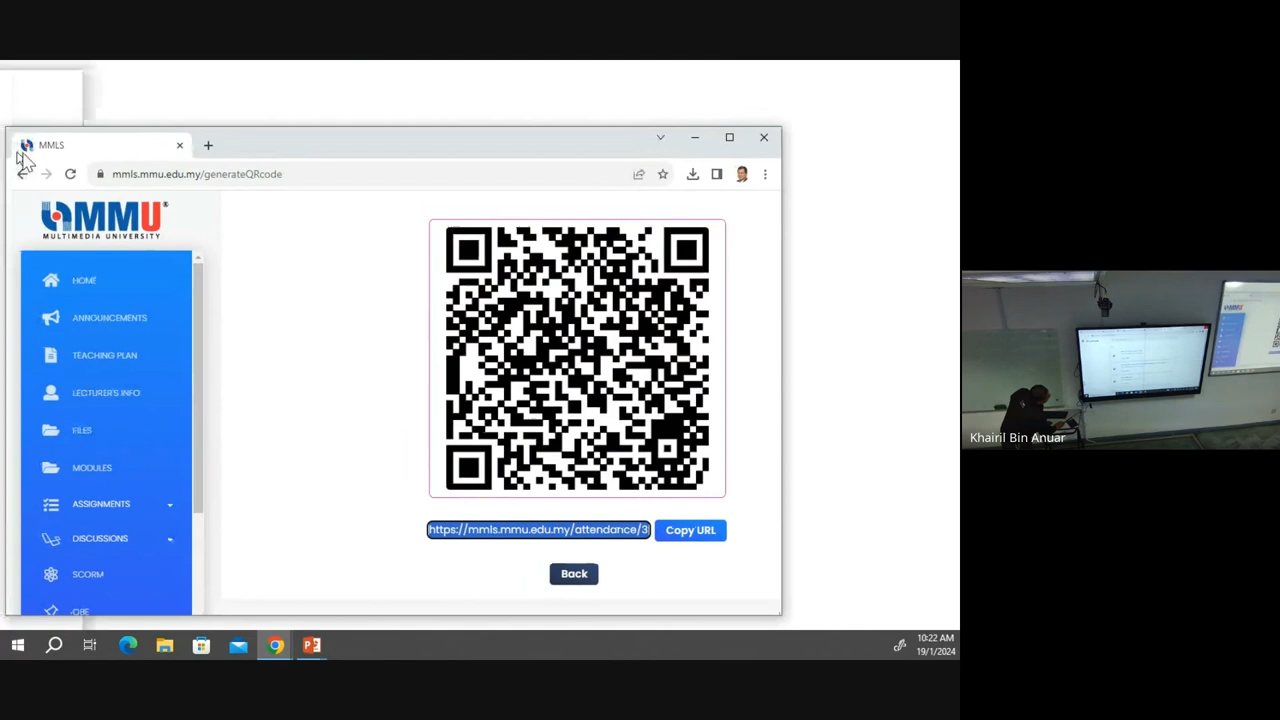 MMLS
mmls.mmu.edu.my/generateQRcode
MMU
MULTIMEDIA UNIVERSITY
HOME
ANNOUNCEMENTS
TEACHING PLAN
LECTURER'S INFO
FILES
MODULES
ASSIGNMENTS
DISCUSSIONS
SCORM
OBE
https://mmls.mmu.edu.my/attendance/3
Copy URL
Back
10:22 AM
19/1/2024
MMU
Khairil Bin Anuar